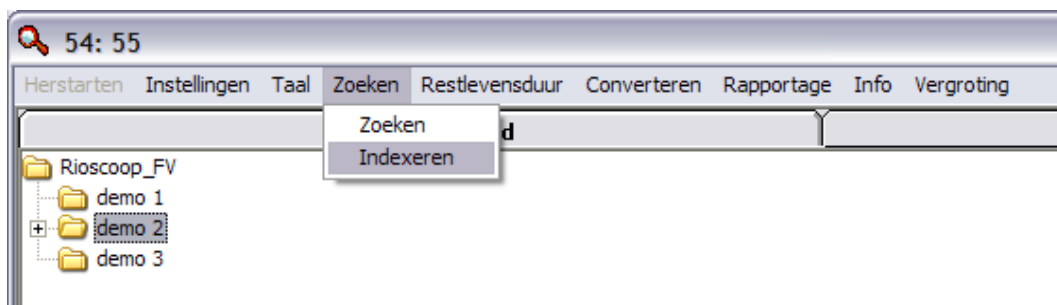 54: 55
Herstarten Instellingen Taal Zoeken Restlevensduur Converteren Rapportage Info Vergroting
Zoeken
d
Indexeren
Rioscoop_FV
demo 1
demo 2
demo 3